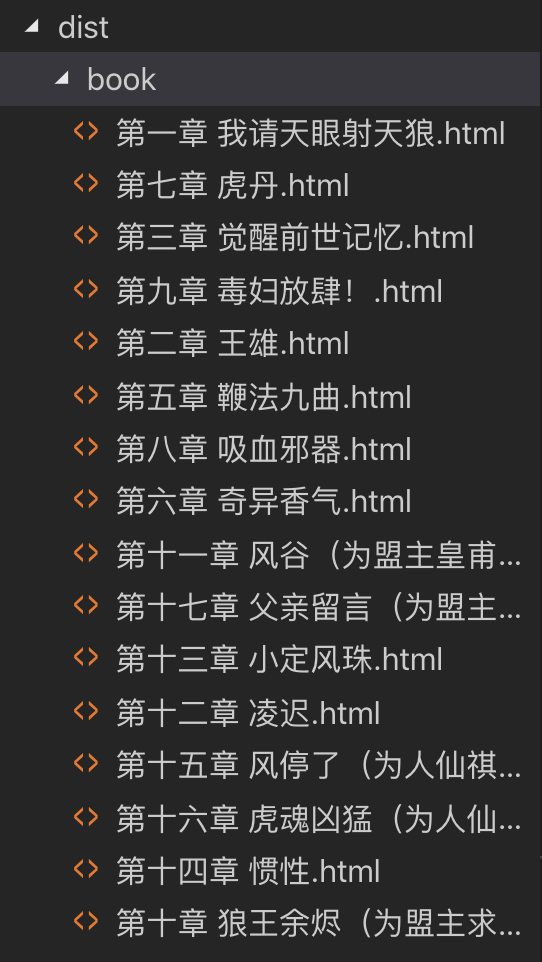 dist
book
第一章 我请天眼射天狼.html
第七章 虎丹.html
第三章 觉醒前世记忆.html
第九章 毒妇放肆！.html
第二章 王雄.html
第五章 鞭法九曲.html
第八章 吸血邪器.html
第六章 奇异香气.html
第十一章 风谷（为盟主皇甫...
第十七章 父亲留言（为盟主...
第十三章 小定风珠.html
第十二章 凌迟.html
第十五章 风停了（为人仙祺...
第十六章 虎魂凶猛（为人仙...
第十四章 惯性.html
第十章 狼王余烬（为盟主求...